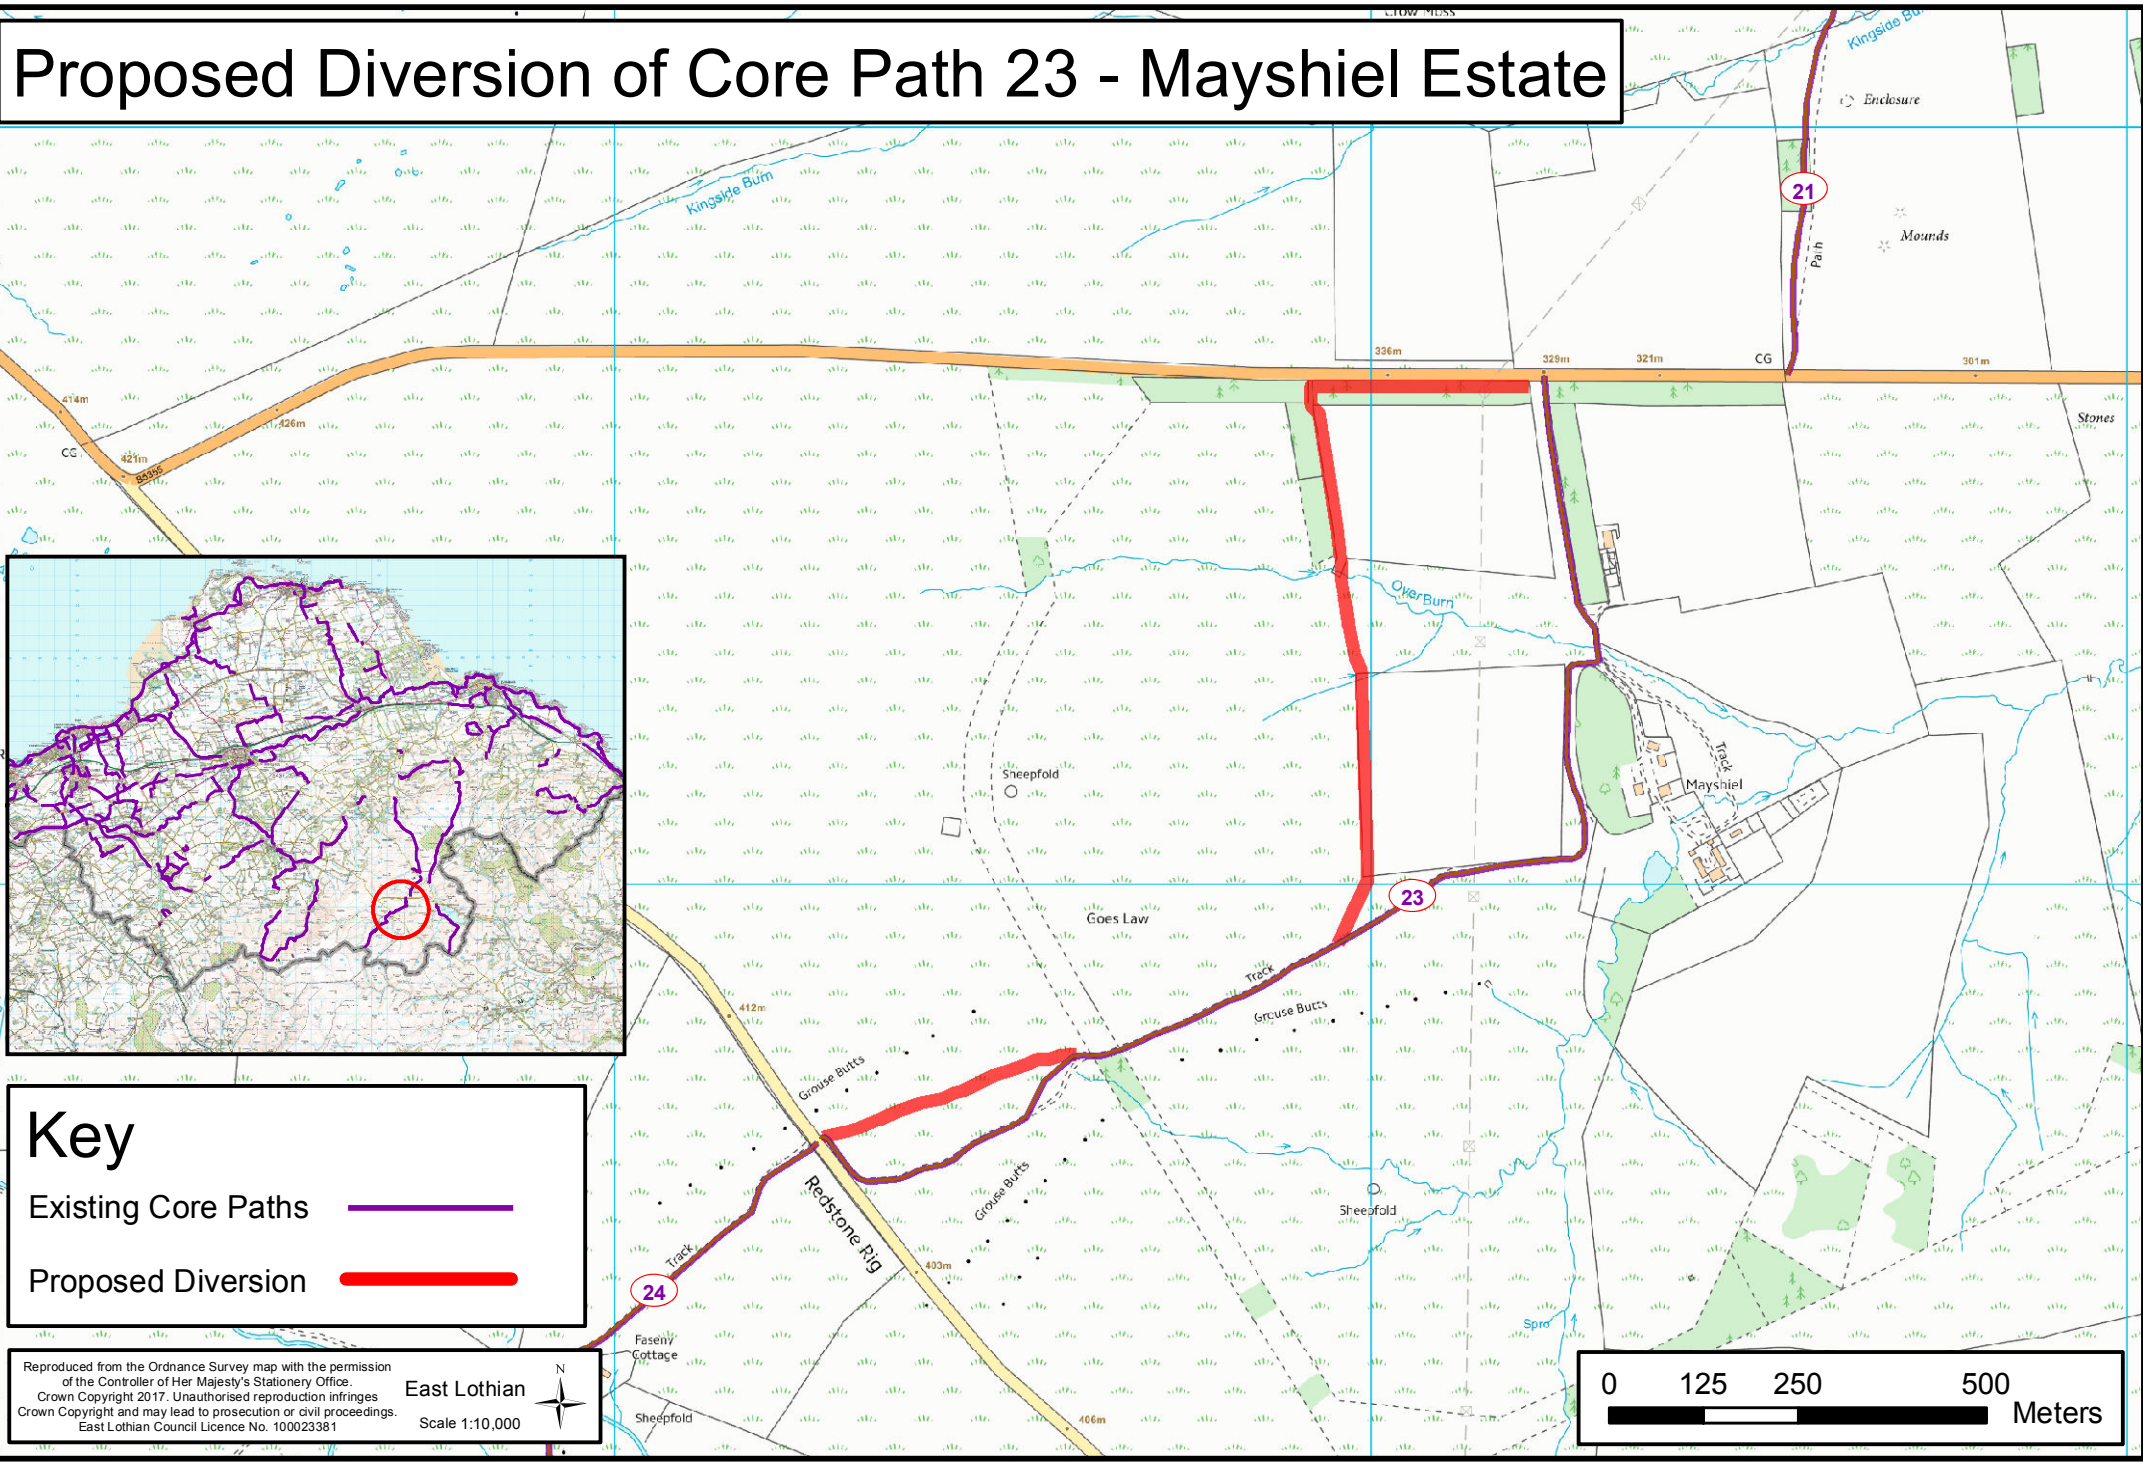 Crow Moss
Proposed Diversion of Core Path 23 - Mayshiel Estate
Kingside Bu
Enclosure
Kingside Burn
21
Mounds
Path
336m
329m
321m
CG
301m
414m
426m
Stones
CG
421m
B6355
Over Burn
Sheepfold
Track
Mayshiel
23
Goes Law
Track
Grouse Butts
412m
Grouse Butts
Key
Existing Core Paths
Proposed Diversion
Redstone Rig
Grouse Butts
Sheepfold
Track
403m
24
Spro
Faseny
Cottage
Reproduced from the Ordnance Survey map with the permission
of the Controller of Her Majesty's Stationery Office.
Crown Copyright 2017. Unauthorised reproduction infringes
Crown Copyright and may lead to prosecution or civil proceedings.
East Lothian Council Licence No. 100023381
East Lothian
Scale 1:10,000
N
Sheepfold
406m
0 125 250 500
Meters